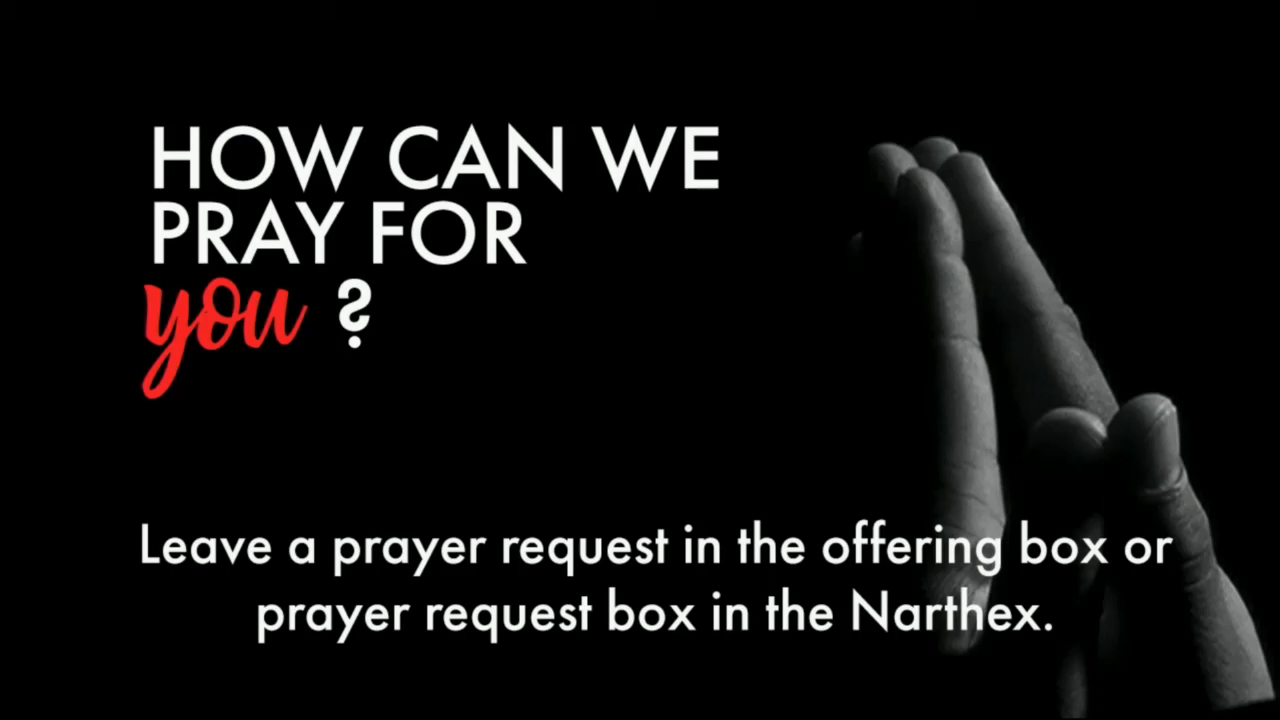 HOW CAN WE
PRAY FOR
you ?
Leave a prayer request in the offering box or
prayer request box in the Narthex.